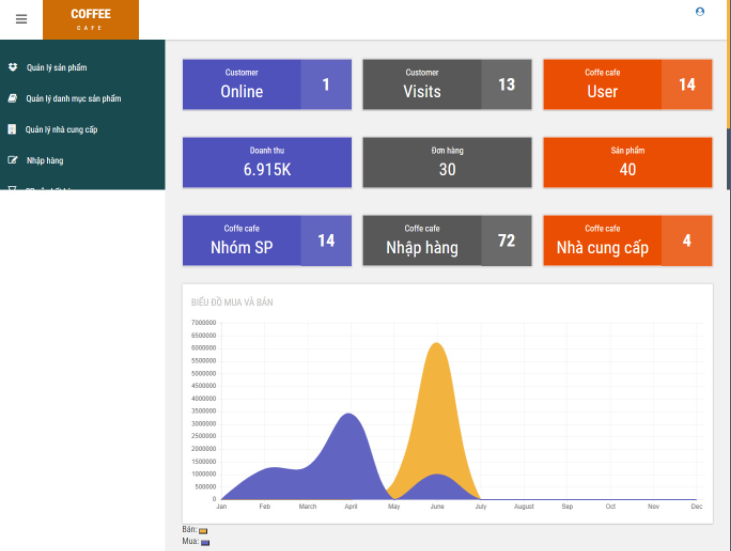 COFFEE
CAFE
Quản lý sản phẩm
Quản lý danh mục sản phẩm
Quản lý nhà cung cấp
Nhập hàng
Customer
Online
1
Customer
Visits
13
Coffe cafe
User
14
Doanh thu
6.915K
Đơn hàng
30
Sản phẩm
40
Coffe cafe
Nhóm SP
14
Coffe cafe
Nhập hàng
72
Coffe cafe
Nhà cung cấp
4
BIỂU ĐỒ MUA VÀ BÁN
7000000
6500000
6000000
5500000
5000000
4500000
4000000
3500000
3000000
2500000
2000000
1500000
1000000
500000
0
Jan Feb March April May June July August Sep Oct Nov Dec
Bán:
Mua: